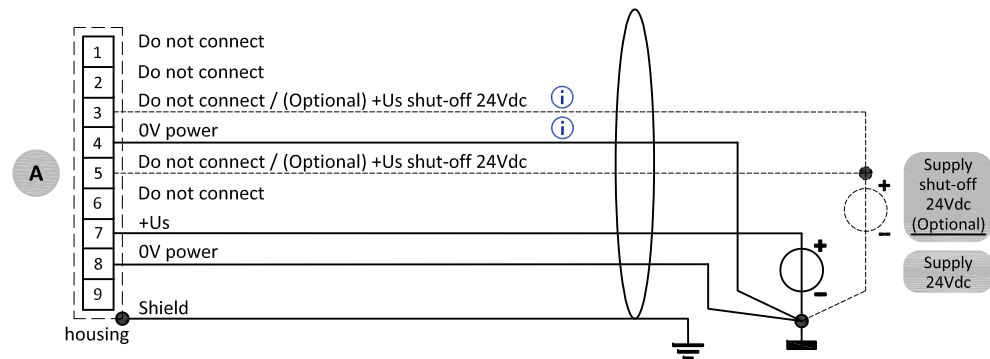 1 Do not connect
2 Do not connect
3 Do not connect / (Optional) +Us shut-off 24Vdc i
4 0V power i
5 Do not connect / (Optional) +Us shut-off 24Vdc
6 Do not connect
7 +Us
8 0V power
9
Shield
housing
A
+
-
Supply
shut-off
24Vdc
(Optional)
+
-
Supply
24Vdc